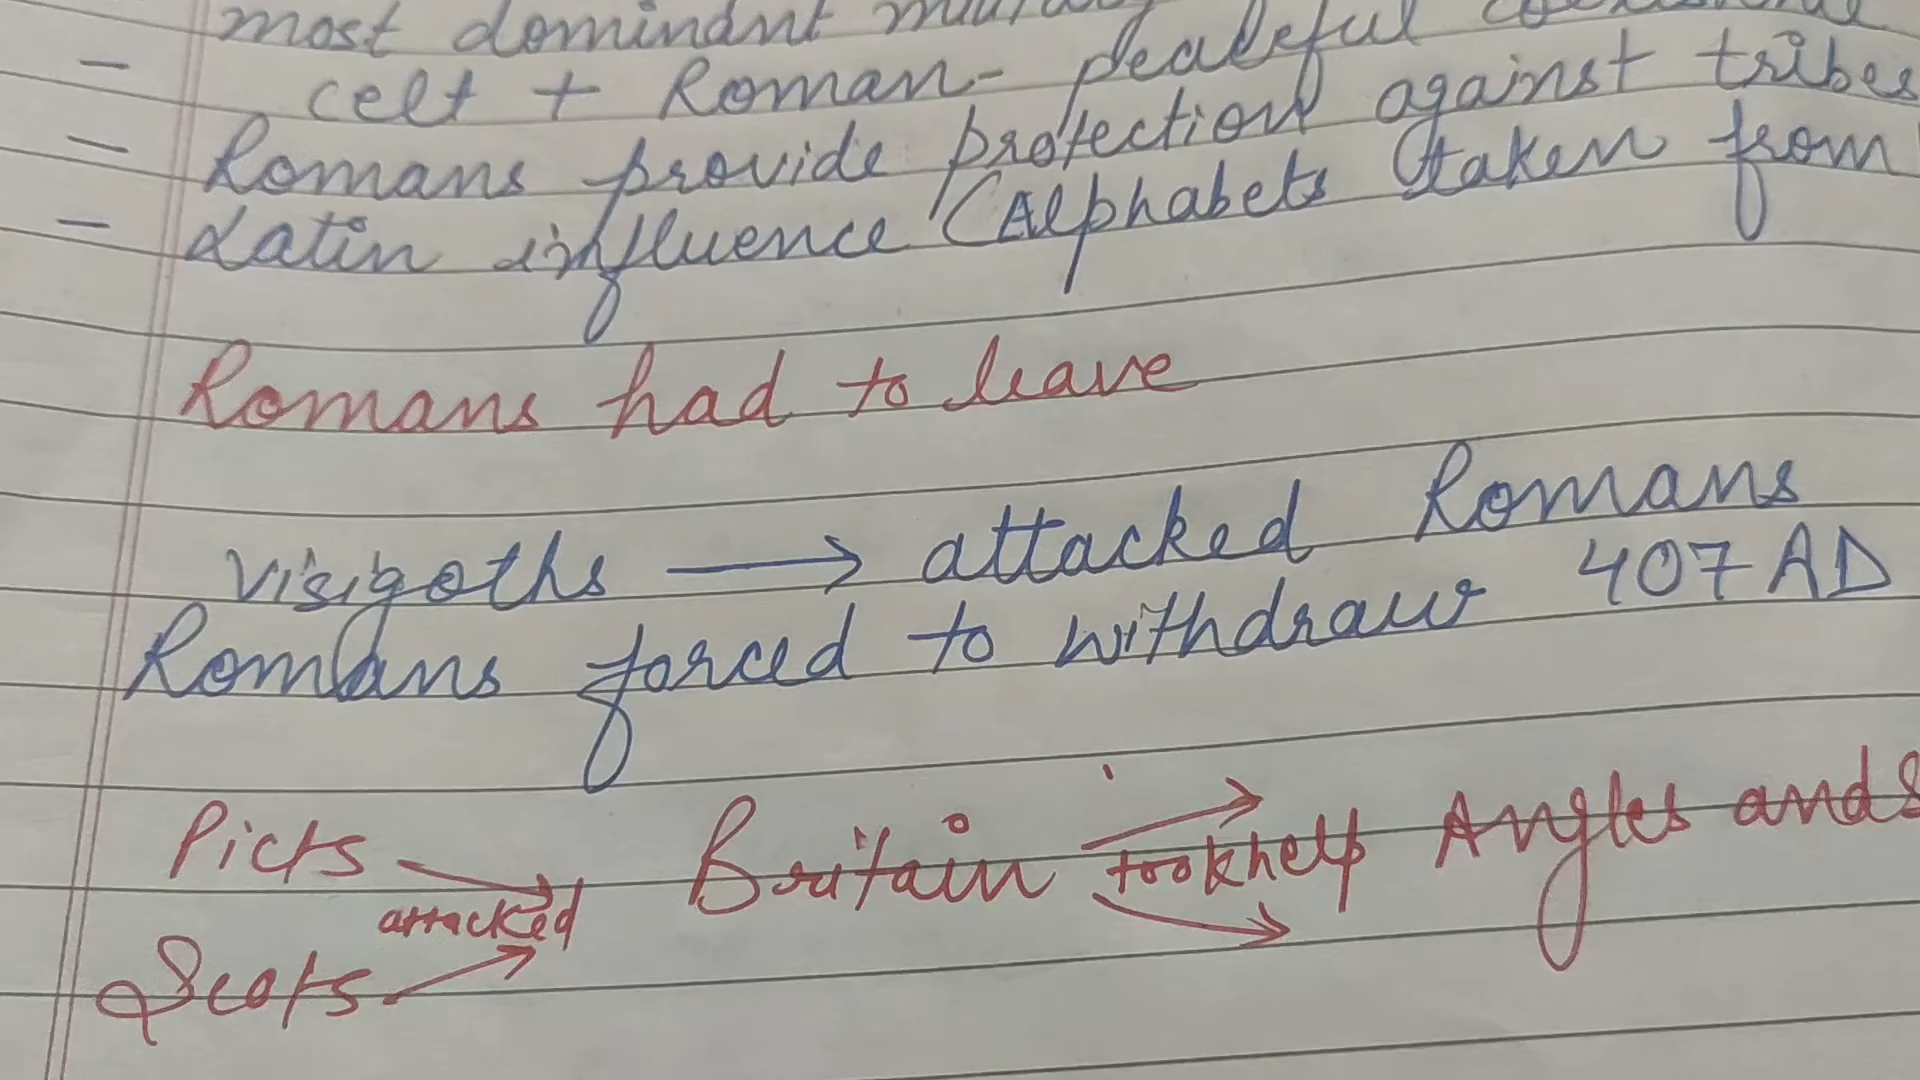 most dominant
- celt + Roman - peaceful
- Romans provide protection against tribes
- Latin influence (Alphabets taken from
Romans had to leave
visigoths → attacked Romans
Romans forced to withdraw 407 AD
Picts
attacked
Scots
Britain
took help
Angles and